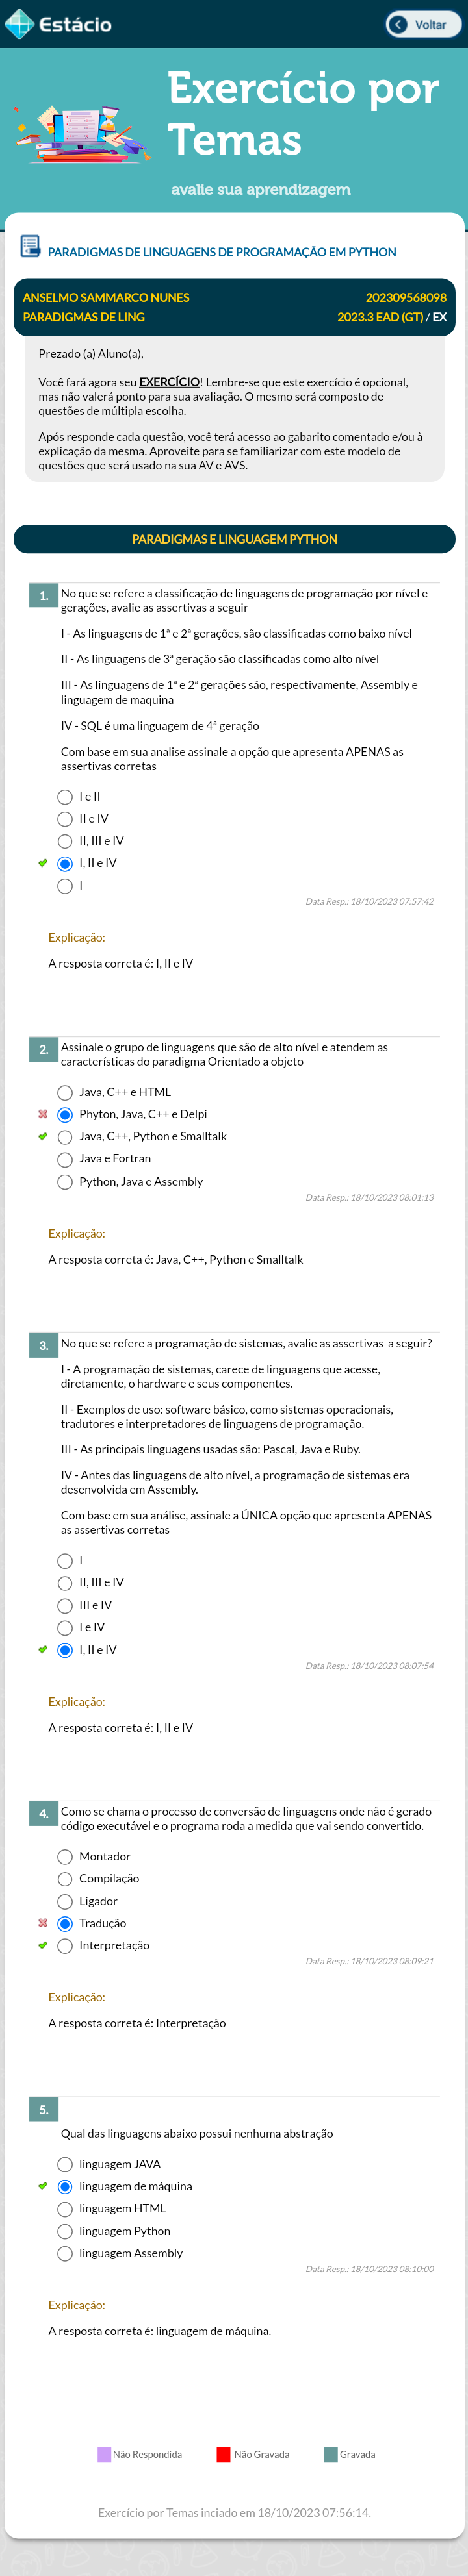 Estácio
Voltar
Exercício por
Temas
avalie sua aprendizagem
PARADIGMAS DE LINGUAGENS DE PROGRAMAÇÃO EM PYTHON
ANSELMO SAMMARCO NUNES 202309568098
PARADIGMAS DE LING 2023.3 EAD (GT) / EX
Prezado (a) Aluno(a),
Você fará agora seu EXERCÍCIO! Lembre-se que este exercício é opcional,
mas não valerá ponto para sua avaliação. O mesmo será composto de
questões de múltipla escolha.
Após responde cada questão, você terá acesso ao gabarito comentado e/ou à
explicação da mesma. Aproveite para se familiarizar com este modelo de
questões que será usado na sua AV e AVS.
PARADIGMAS E LINGUAGEM PYTHON
1. No que se refere a classificação de linguagens de programação por nível e
gerações, avalie as assertivas a seguir
I - As linguagens de 1ª e 2ª gerações, são classificadas como baixo nível
II - As linguagens de 3ª geração são classificadas como alto nível
III - As linguagens de 1ª e 2ª gerações são, respectivamente, Assembly e
linguagem de maquina
IV - SQL é uma linguagem de 4ª geração
Com base em sua analise assinale a opção que apresenta APENAS as
assertivas corretas
I e II
II e IV
II, III e IV
I, II e IV
I
Data Resp.: 18/10/2023 07:57:42
Explicação:
A resposta correta é: I, II e IV
2. Assinale o grupo de linguagens que são de alto nível e atendem as
características do paradigma Orientado a objeto
Java, C++ e HTML
Phyton, Java, C++ e Delpi
Java, C++, Python e Smalltalk
Java e Fortran
Python, Java e Assembly
Data Resp.: 18/10/2023 08:01:13
Explicação:
A resposta correta é: Java, C++, Python e Smalltalk
3. No que se refere a programação de sistemas, avalie as assertivas a seguir?
I - A programação de sistemas, carece de linguagens que acesse,
diretamente, o hardware e seus componentes.
II - Exemplos de uso: software básico, como sistemas operacionais,
tradutores e interpretadores de linguagens de programação.
III - As principais linguagens usadas são: Pascal, Java e Ruby.
IV - Antes das linguagens de alto nível, a programação de sistemas era
desenvolvida em Assembly.
Com base em sua análise, assinale a ÚNICA opção que apresenta APENAS
as assertivas corretas
I
II, III e IV
III e IV
I e IV
I, II e IV
Data Resp.: 18/10/2023 08:07:54
Explicação:
A resposta correta é: I, II e IV
4. Como se chama o processo de conversão de linguagens onde não é gerado
código executável e o programa roda a medida que vai sendo convertido.
Montador
Compilação
Ligador
Tradução
Interpretação
Data Resp.: 18/10/2023 08:09:21
Explicação:
A resposta correta é: Interpretação
5.
Qual das linguagens abaixo possui nenhuma abstração
linguagem JAVA
linguagem de máquina
linguagem HTML
linguagem Python
linguagem Assembly
Data Resp.: 18/10/2023 08:10:00
Explicação:
A resposta correta é: linguagem de máquina.
Não Respondida Não Gravada Gravada
Exercício por Temas inciado em 18/10/2023 07:56:14.